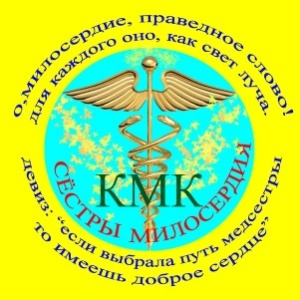 о,милосердие, праведное слово!
для каждого оно, как свет луча.
КМК
СЁСТРЫ МИЛОСЕРДИЯ
девиз: “если выбрала путь медсестры
то имеешь доброе сердце”